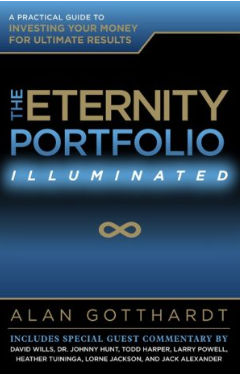 A PRACTICAL GUIDE TO
INVESTING YOUR MONEY
FOR ULTIMATE RESULTS
THE ETERNITY
PORTFOLIO
ILLUMINATED
ALAN GOTTHARDT
INCLUDES SPECIAL GUEST COMMENTARY BY
DAVID WILLS, DR. JOHNNY HUNT, TODD HARPER, LARRY POWELL,
HEATHER TUININGA, LORNE JACKSON, AND JACK ALEXANDER